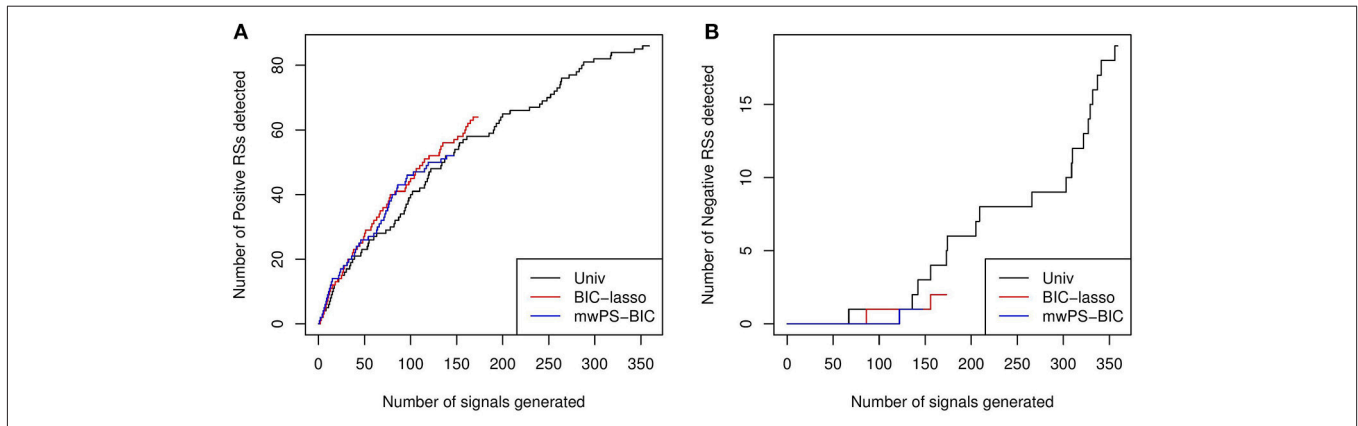 A
Number of Positve RSs detected
80
60
40
20
0
0 50 100 150 200 250 300 350
Number of signals generated
Univ
BIC-lasso
mwPS-BIC
B
Number of Negative RSs detected
15
10
5
0
0 50 100 150 200 250 300 350
Number of signals generated
Univ
BIC-lasso
mwPS-BIC